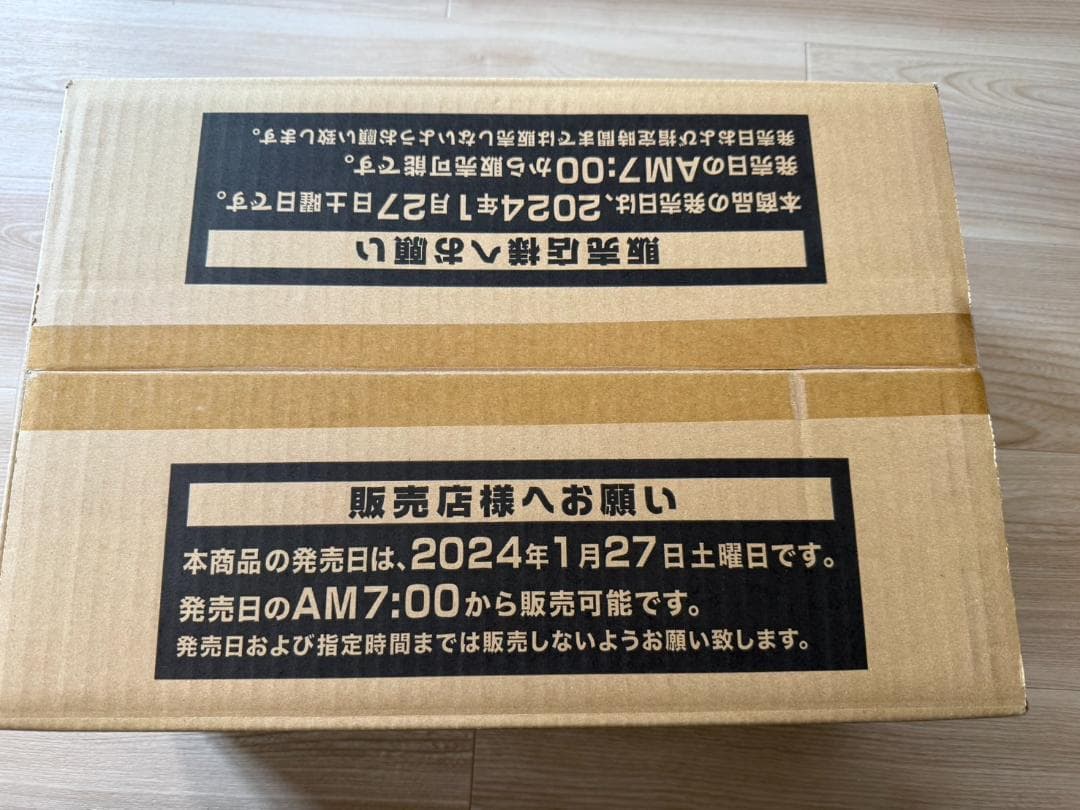 販売店様へお願い
本商品の発売日は、2024年1月27日土曜日です。
発売日のAM7:00から販売可能です。
発売日および指定時間までは販売しないようお願い致します。
販売店様へお願い
本商品の発売日は、2024年1月27日土曜日です。
発売日のAM7:00から販売可能です。
発売日および指定時間までは販売しないようお願い致します。